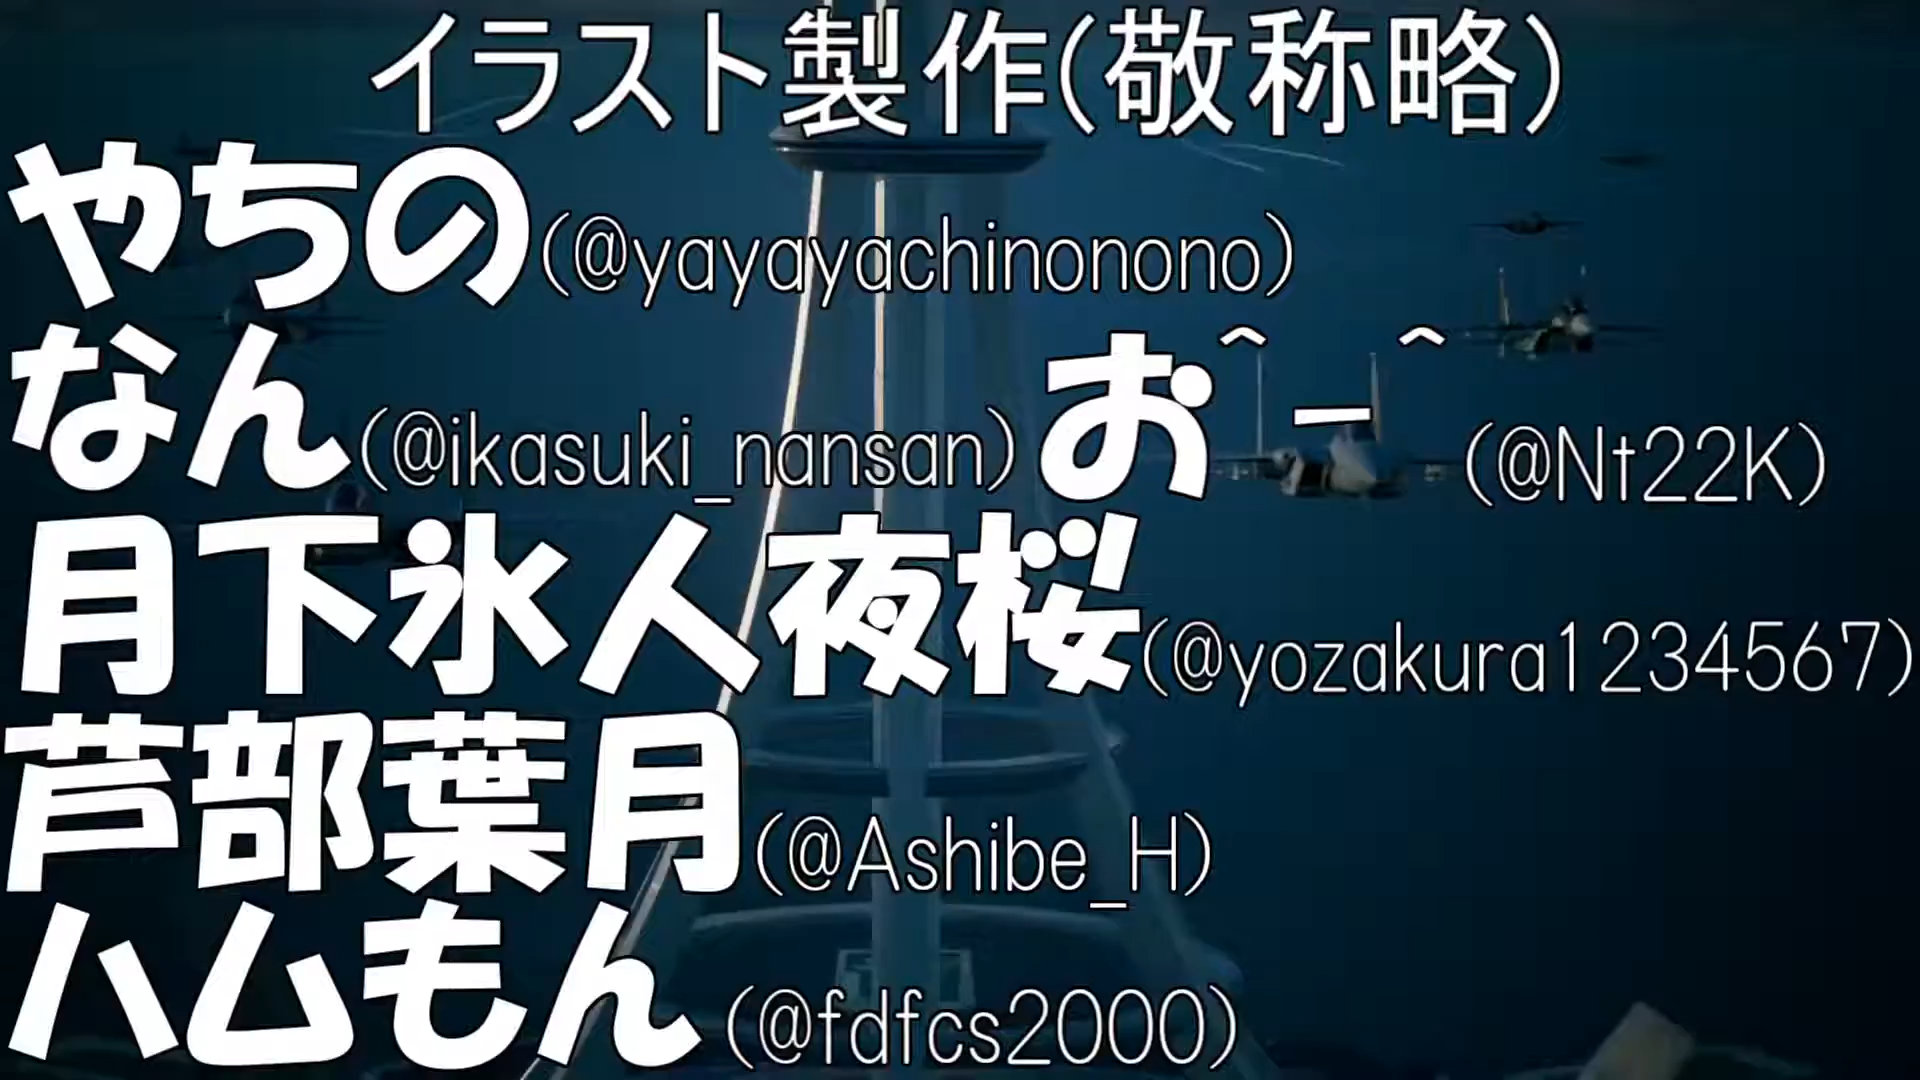 イラスト製作(敬称略)
やちの(@yayayachinonono)
なん(@ikasuki_nansan) お^_^(@Nt22K)
月下氷人夜桜(@yozakura1234567)
芦部葉月(@Ashibe_H)
ハムもん(@fdfcs2000)